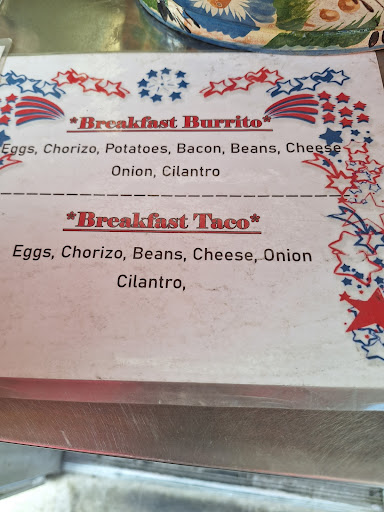 *Breakfast Burrito*
Eggs, Chorizo, Potatoes, Bacon, Beans, Cheese
Onion, Cilantro
*Breakfast Taco*
Eggs, Chorizo, Beans, Cheese, Onion
Cilantro,